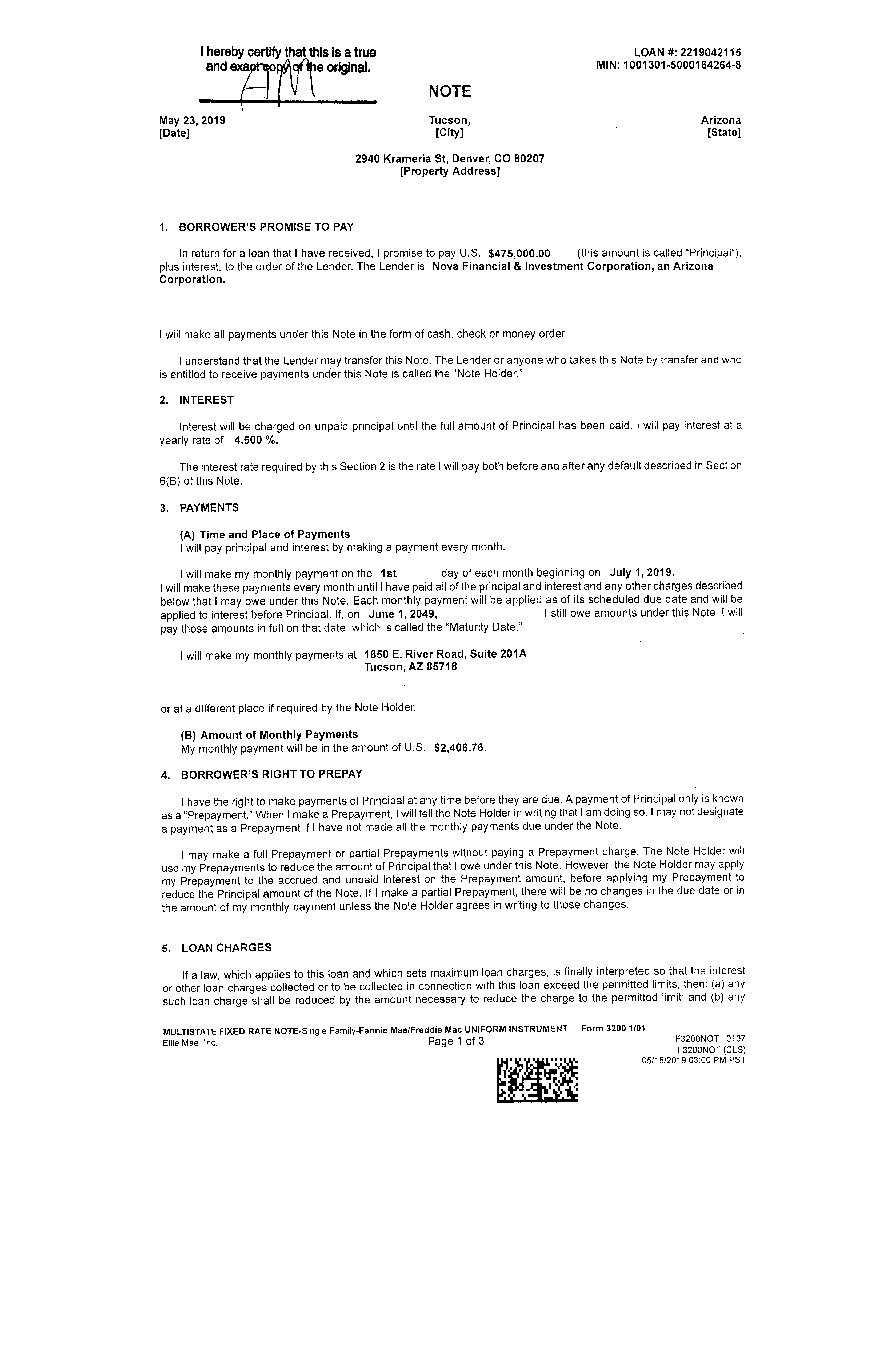 I hereby certify that this is a true
and exact copy of the original.
LOAN #: 2219042115
MIN: 1001301-5000164264-8
NOTE
May 23, 2019 Tucson, Arizona
[Date] [City] [State]
2940 Krameria St, Denver, CO 80207
[Property Address]
1. BORROWER'S PROMISE TO PAY
In return for a loan that I have received, I promise to pay U.S. $475,000.00 (this amount is called "Principal"),
plus interest, to the order of the Lender. The Lender is Nova Financial & Investment Corporation, an Arizona
Corporation.
I will make all payments under this Note in the form of cash, check or money order
I understand that the Lender may transfer this Note. The Lender or anyone who takes this Note by transfer and who
is entitled to receive payments under this Note is called the "Note Holder."
2. INTEREST
Interest will be charged on unpaid principal until the full amount of Principal has been paid. I will pay interest at a
yearly rate of 4.500 %.
The interest rate required by this Section 2 is the rate I will pay both before and after any default described in Section
6(B) of this Note.
3. PAYMENTS
(A) Time and Place of Payments
I will pay principal and interest by making a payment every month.
I will make my monthly payment on the 1st day of each month beginning on July 1, 2019.
I will make these payments every month until I have paid all of the principal and interest and any other charges described
below that I may owe under this Note. Each monthly payment will be applied as of its scheduled due date and will be
applied to interest before Principal. If, on June 1, 2049, I still owe amounts under this Note, I will
pay those amounts in full on that date, which is called the "Maturity Date."
I will make my monthly payments at 1850 E. River Road, Suite 201A
Tucson, AZ 85718
or at a different place if required by the Note Holder.
(B) Amount of Monthly Payments
My monthly payment will be in the amount of U.S. $2,406.76.
4. BORROWER'S RIGHT TO PREPAY
I have the right to make payments of Principal at any time before they are due. A payment of Principal only is known
as a "Prepayment." When I make a Prepayment, I will tell the Note Holder in writing that I am doing so. I may not designate
a payment as a Prepayment if I have not made all the monthly payments due under the Note.
I may make a full Prepayment or partial Prepayments without paying a Prepayment charge. The Note Holder will
use my Prepayments to reduce the amount of Principal that I owe under this Note. However, the Note Holder may apply
my Prepayment to the accrued and unpaid interest on the Prepayment amount, before applying my Prepayment to
reduce the Principal amount of the Note. If I make a partial Prepayment, there will be no changes in the due date or in
the amount of my monthly payment unless the Note Holder agrees in writing to those changes.
5. LOAN CHARGES
If a law, which applies to this loan and which sets maximum loan charges, is finally interpreted so that the interest
or other loan charges collected or to be collected in connection with this loan exceed the permitted limits, then: (a) any
such loan charge shall be reduced by the amount necessary to reduce the charge to the permitted limit; and (b) any
MULTISTATE FIXED RATE NOTE-Single Family-Fannie Mae/Freddie Mac UNIFORM INSTRUMENT Form 3200 1/01
Ellie Mae, Inc. Page 1 of 3 F3200NOT 0137
F3200NOT (CLS)
03:00 PM PST